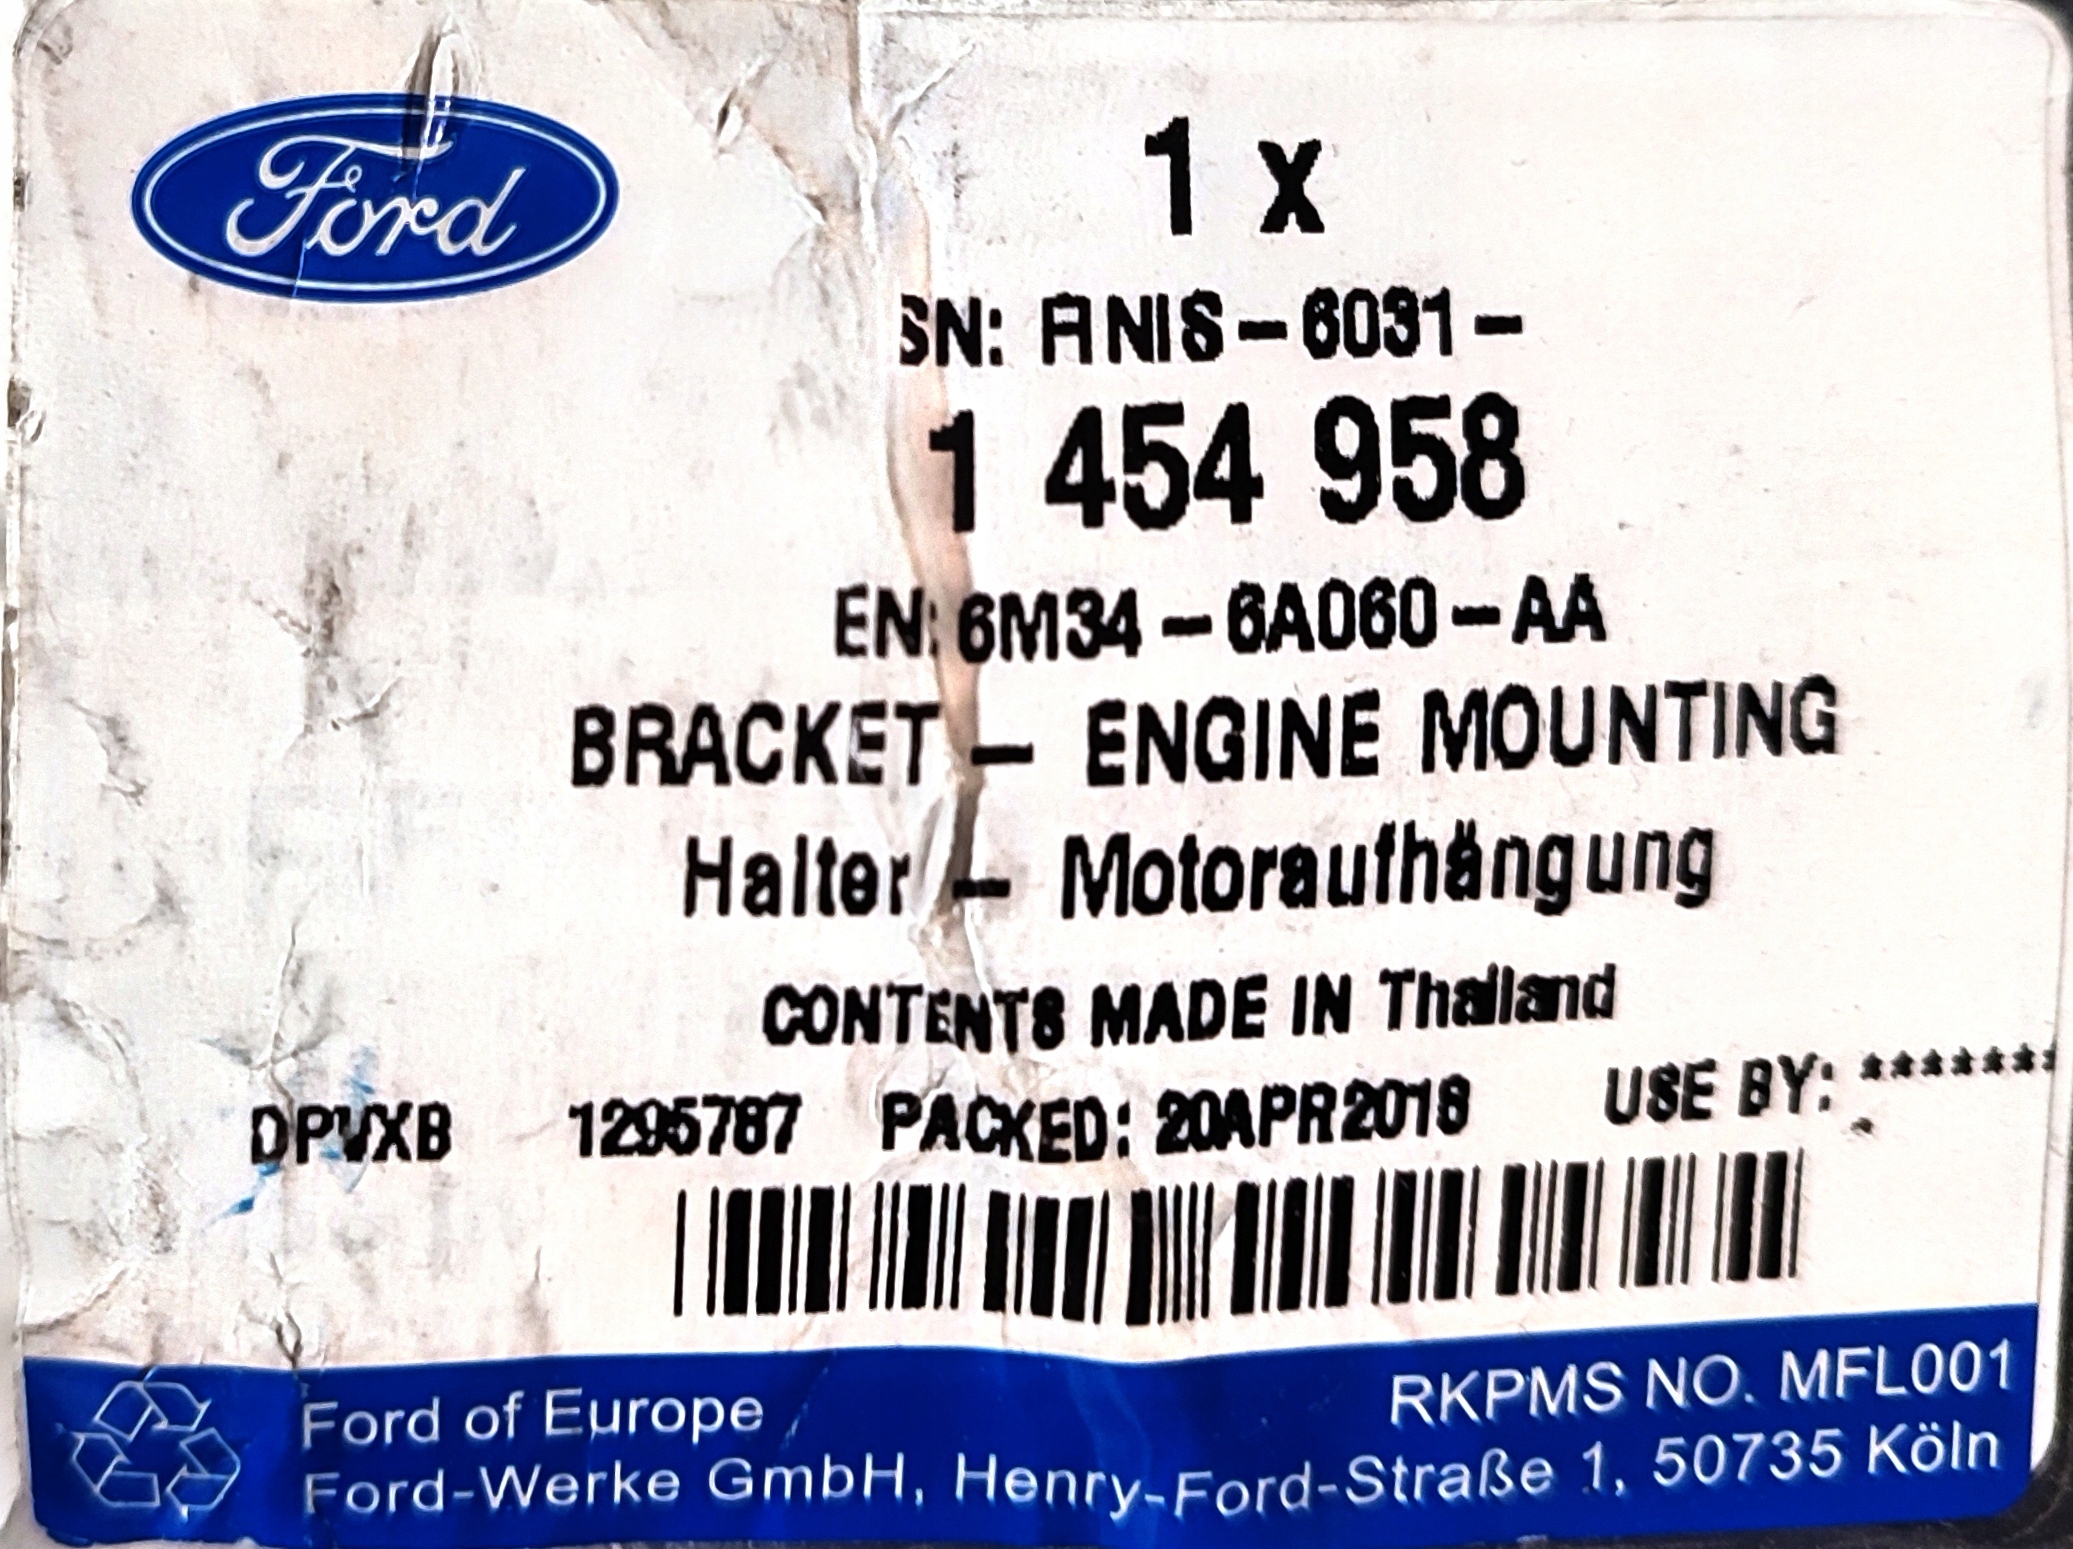 Ford
1 x
SN: FINIS-6031-
1 454 958
EN: 6M34-6A060-AA
BRACKET - ENGINE MOUNTING
Halter - Motoraufhängung
CONTENTS MADE IN Thailand
DPVXB 1295787 PACKED: 20APR2018 USE BY: *******
Ford of Europe
RKPMS NO. MFL001
Ford-Werke GmbH, Henry-Ford-Straße 1, 50735 Köln